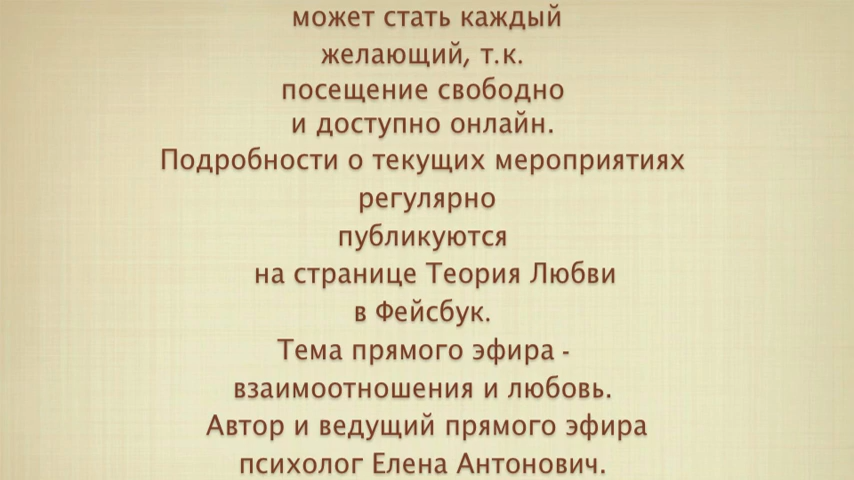 может стать каждый
желающий, т.к.
посещение свободно
и доступно онлайн.
Подробности о текущих мероприятиях
регулярно
публикуются
на странице Теория Любви
в Фейсбук.
Тема прямого эфира -
взаимоотношения и любовь.
Автор и ведущий прямого эфира
психолог Елена Антонович.